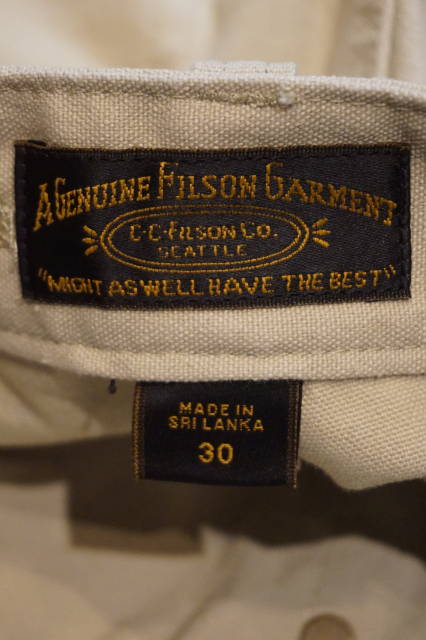 A GENUINE FILSON GARMENT
C·C·FILSON CO.
SEATTLE
"MIGHT AS WELL HAVE THE BEST"
MADE IN
SRI LANKA
30